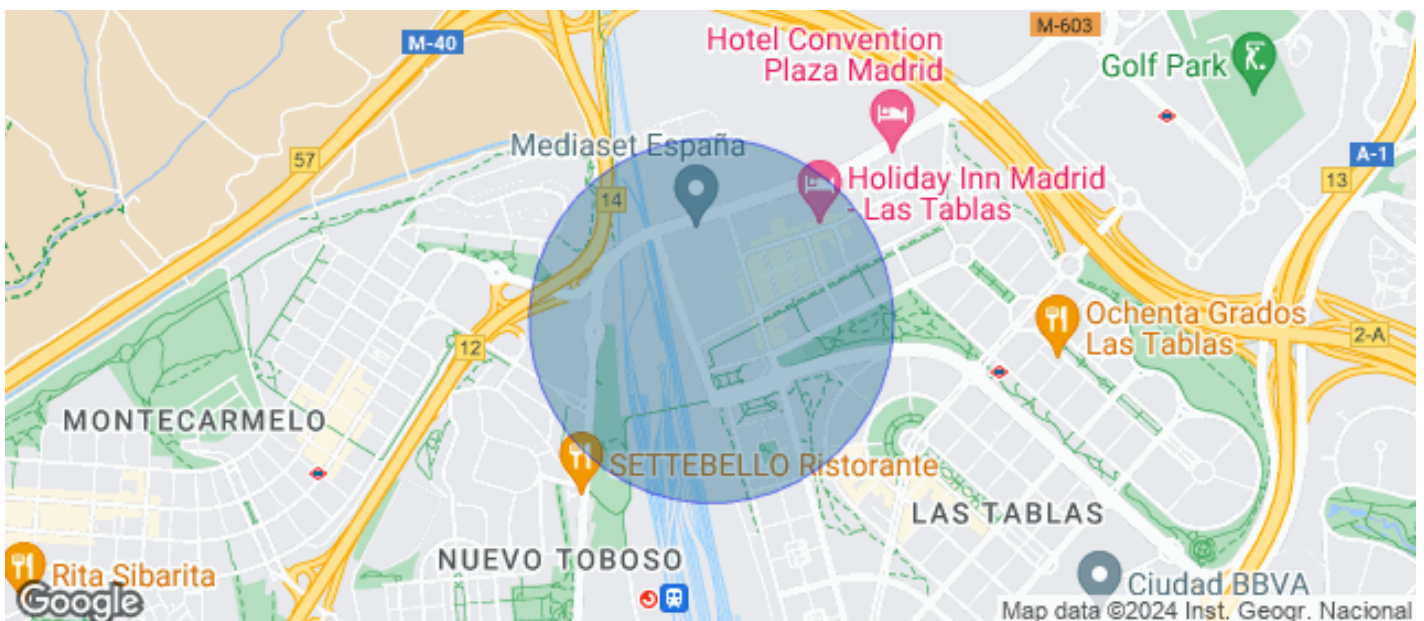 M-603
M-40
Hotel Convention
Plaza Madrid
Golf Park
Mediaset España
57
A-1
13
Holiday Inn Madrid
- Las Tablas
14
Ochenta Grados
Las Tablas
2-A
12
MONTECARMELO
SETTEBELLO Ristorante
LAS TABLAS
NUEVO TOBOSO
Rita Sibarita
Ciudad BBVA
Google
Map data ©2024 Inst. Geogr. Nacional